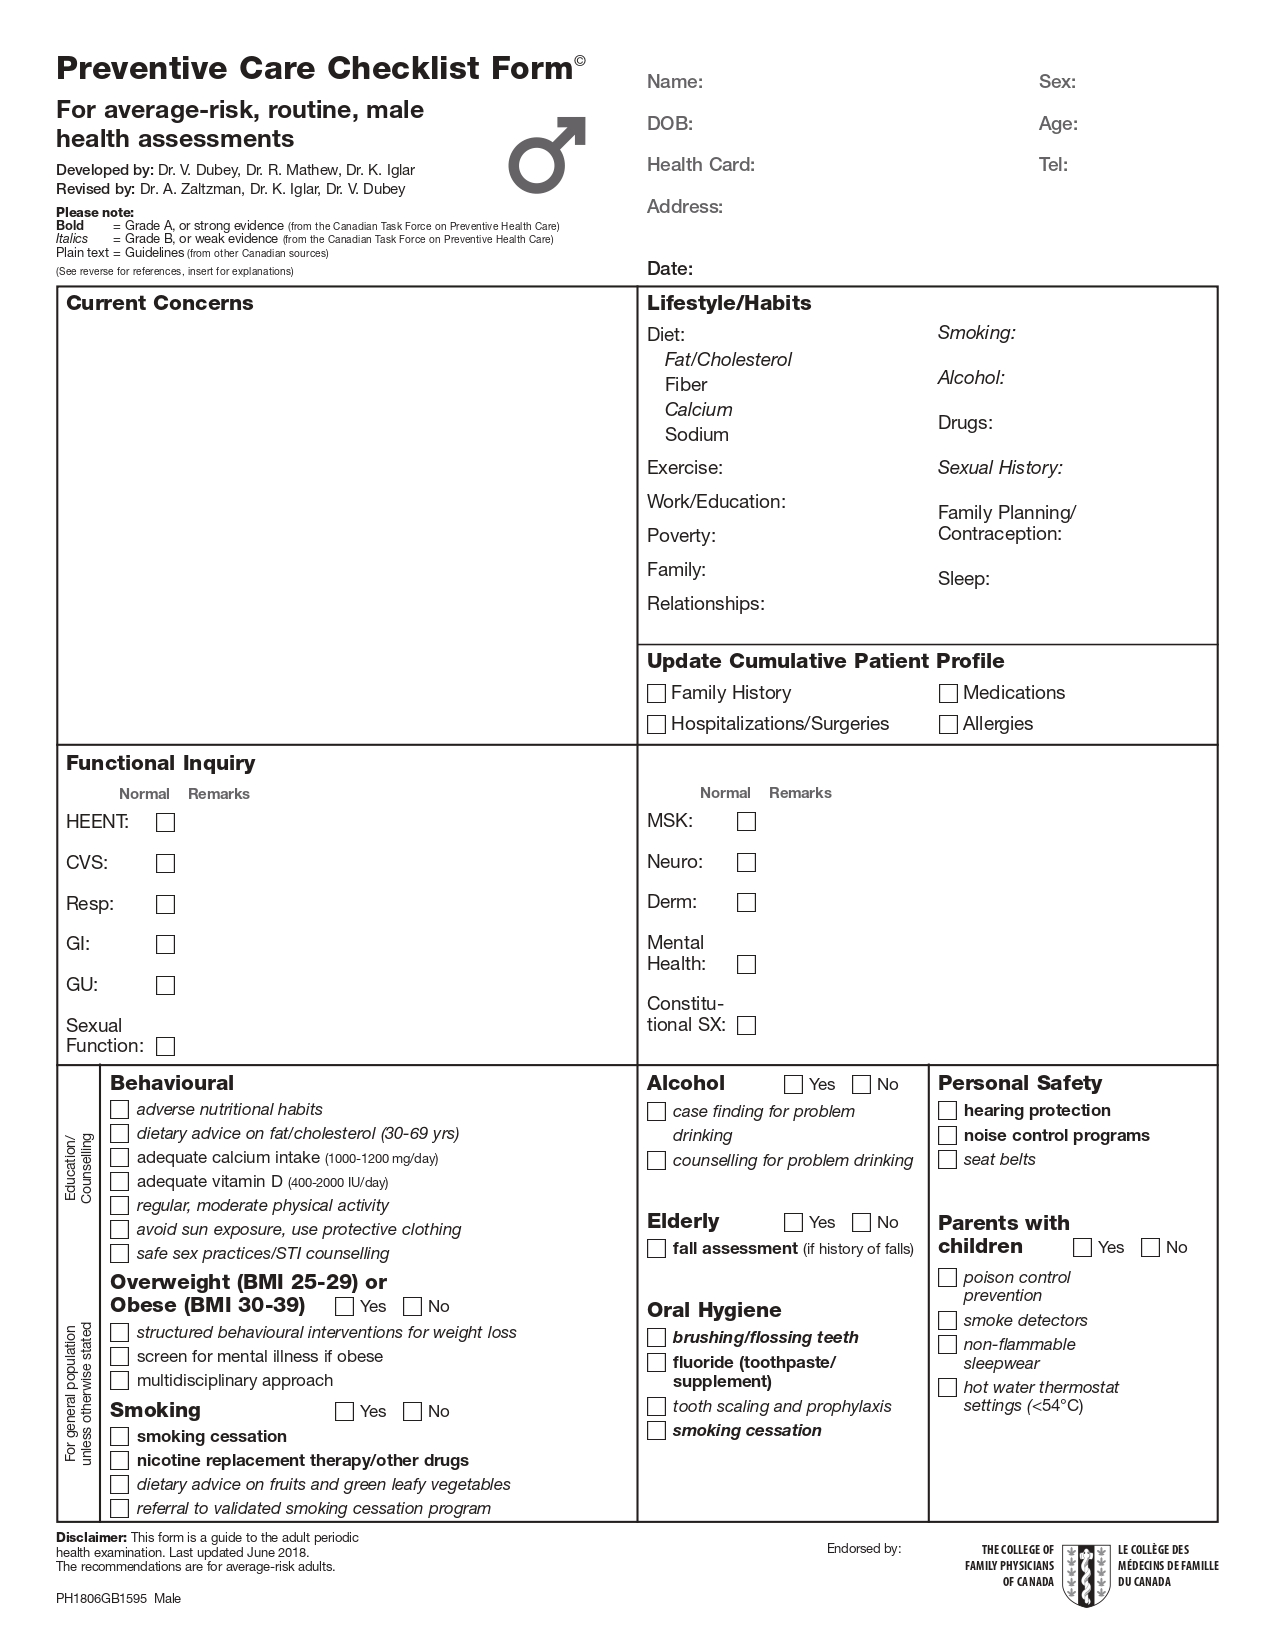 Preventive Care Checklist Form©
For average-risk, routine, male
health assessments
Developed by: Dr. V. Dubey, Dr. R. Mathew, Dr. K. Iglar
Revised by: Dr. A. Zaltzman, Dr. K. Iglar, Dr. V. Dubey
Please note:
Bold = Grade A, or strong evidence (from the Canadian Task Force on Preventive Health Care)
Italics = Grade B, or weak evidence (from the Canadian Task Force on Preventive Health Care)
Plain text = Guidelines (from other Canadian sources)
(See reverse for references, insert for explanations)
Name:
Sex:
DOB:
Age:
Health Card:
Tel:
Address:
Date:
Current Concerns
Lifestyle/Habits
Diet:
Fat/Cholesterol
Fiber
Calcium
Sodium
Exercise:
Work/Education:
Poverty:
Family:
Relationships:
Smoking:
Alcohol:
Drugs:
Sexual History:
Family Planning/
Contraception:
Sleep:
Update Cumulative Patient Profile
Family History
Medications
Hospitalizations/Surgeries
Allergies
Functional Inquiry
Normal Remarks
HEENT:
CVS:
Resp:
GI:
GU:
Sexual
Function:
Normal Remarks
MSK:
Neuro:
Derm:
Mental
Health:
Constitu-
tional SX:
Education/
Counselling
For general population
unless otherwise stated
Behavioural
adverse nutritional habits
dietary advice on fat/cholesterol (30-69 yrs)
adequate calcium intake (1000-1200 mg/day)
adequate vitamin D (400-2000 IU/day)
regular, moderate physical activity
avoid sun exposure, use protective clothing
safe sex practices/STI counselling
Overweight (BMI 25-29) or
Obese (BMI 30-39) Yes No
structured behavioural interventions for weight loss
screen for mental illness if obese
multidisciplinary approach
Smoking Yes No
smoking cessation
nicotine replacement therapy/other drugs
dietary advice on fruits and green leafy vegetables
referral to validated smoking cessation program
Alcohol Yes No
case finding for problem
drinking
counselling for problem drinking
Elderly Yes No
fall assessment (if history of falls)
Oral Hygiene
brushing/flossing teeth
fluoride (toothpaste/
supplement)
tooth scaling and prophylaxis
smoking cessation
Personal Safety
hearing protection
noise control programs
seat belts
Parents with
children Yes No
poison control
prevention
smoke detectors
non-flammable
sleepwear
hot water thermostat
settings (<54°C)
Disclaimer: This form is a guide to the adult periodic
health examination. Last updated June 2018.
The recommendations are for average-risk adults.
PH1806GB1595 Male
Endorsed by:
THE COLLEGE OF
FAMILY PHYSICIANS
OF CANADA
LE COLLÈGE DES
MÉDECINS DE FAMILLE
DU CANADA